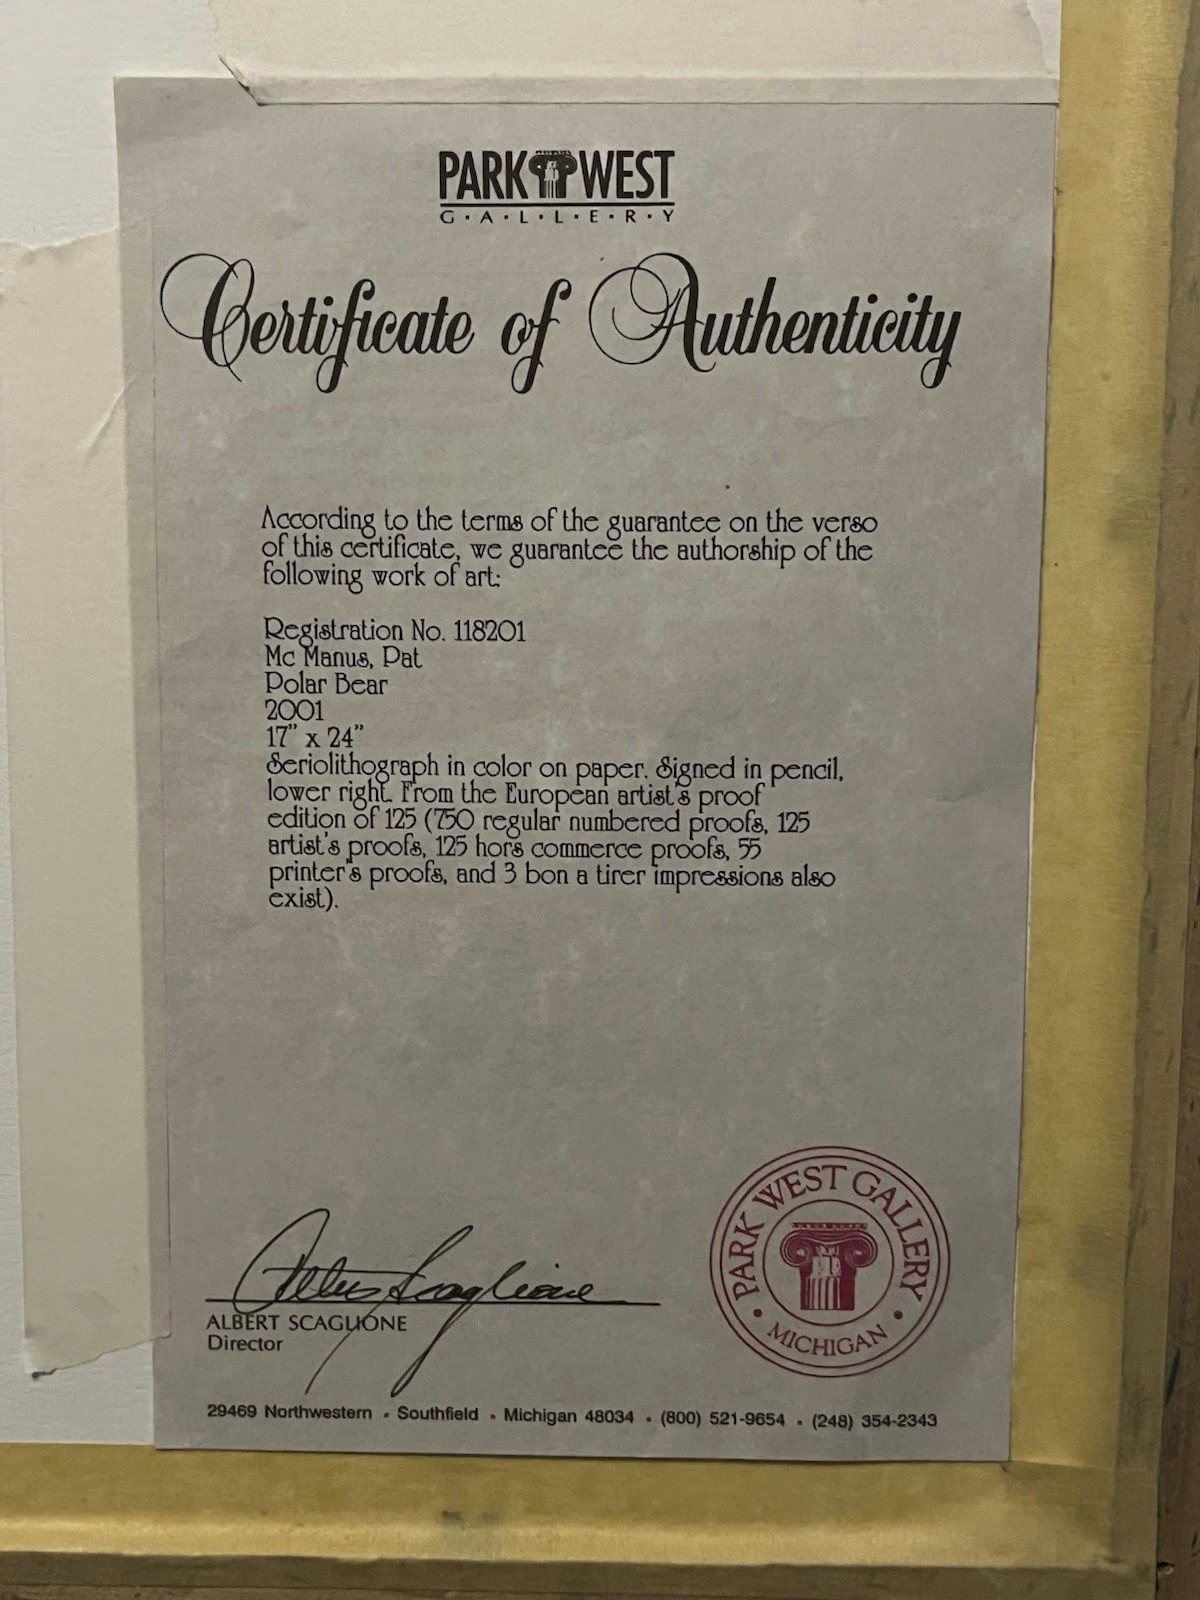 PARK WEST
G·A·L·L·E·R·Y
Certificate of Authenticity
According to the terms of the guarantee on the verso
of this certificate, we guarantee the authorship of the
following work of art:
Registration No. 118201
Mc Manus, Pat
Polar Bear
2001
17" x 24"
Seriolithograph in color on paper. Signed in pencil,
lower right. From the European artist's proof
edition of 125 (750 regular numbered proofs, 125
artist's proofs, 125 hors commerce proofs, 55
printer's proofs, and 3 bon a tirer impressions also
exist).
Albert Scaglione
ALBERT SCAGLIONE
Director
PARK WEST GALLERY
• MICHIGAN •
29469 Northwestern • Southfield • Michigan 48034 • (800) 521-9654 • (248) 354-2343